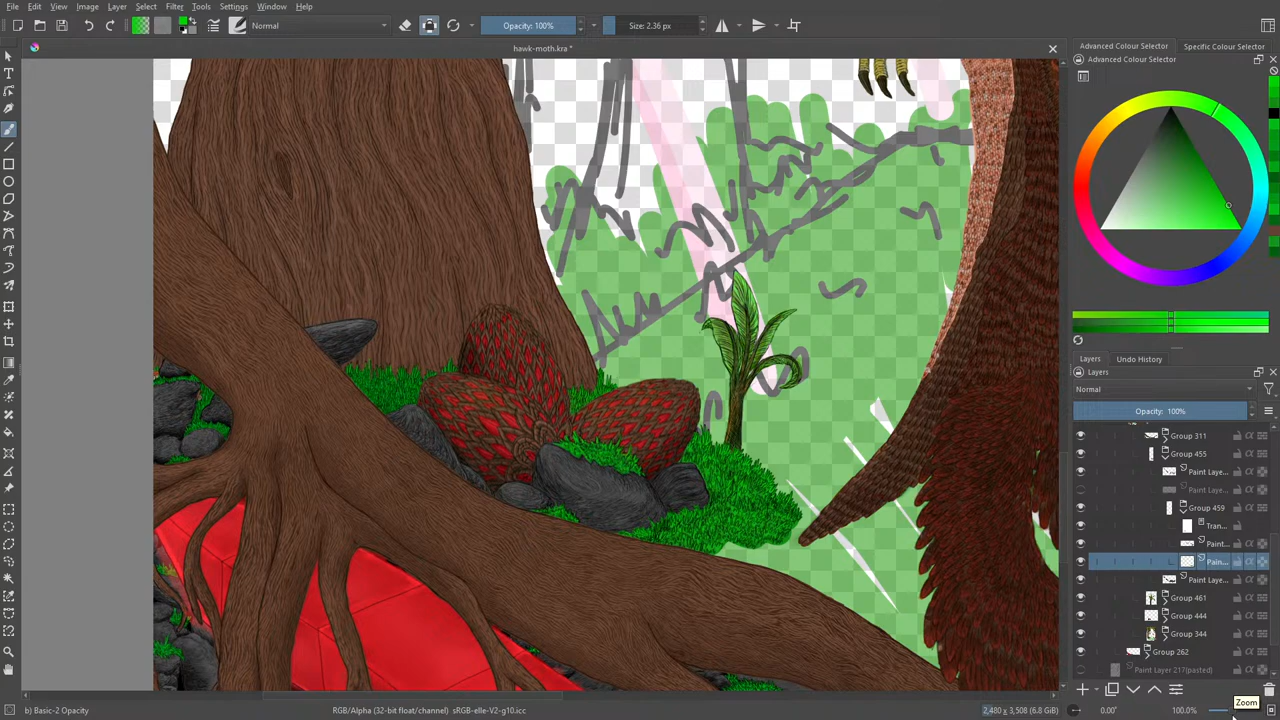 File Edit View Image Layer Select Filter Tools Settings Window Help
Normal
Opacity: 100%
Size: 2.36 px
hawk-moth.kra *
Advanced Colour Selector Specific Colour Selector
Advanced Colour Selector
Layers Undo History
Layers
Normal
Opacity: 100%
Group 311
Group 455
Paint Laye...
Paint Laye...
Group 459
Tran...
Paint...
Pain...
Paint Laye...
Group 461
Group 444
Group 344
Group 262
Paint Layer 217(pasted)
Zoom
b) Basic-2 Opacity
RGB/Alpha (32-bit float/channel) sRGB-elle-V2-g10.icc
2,480 x 3,508 (6.8 GiB)
0.00°
100.0%